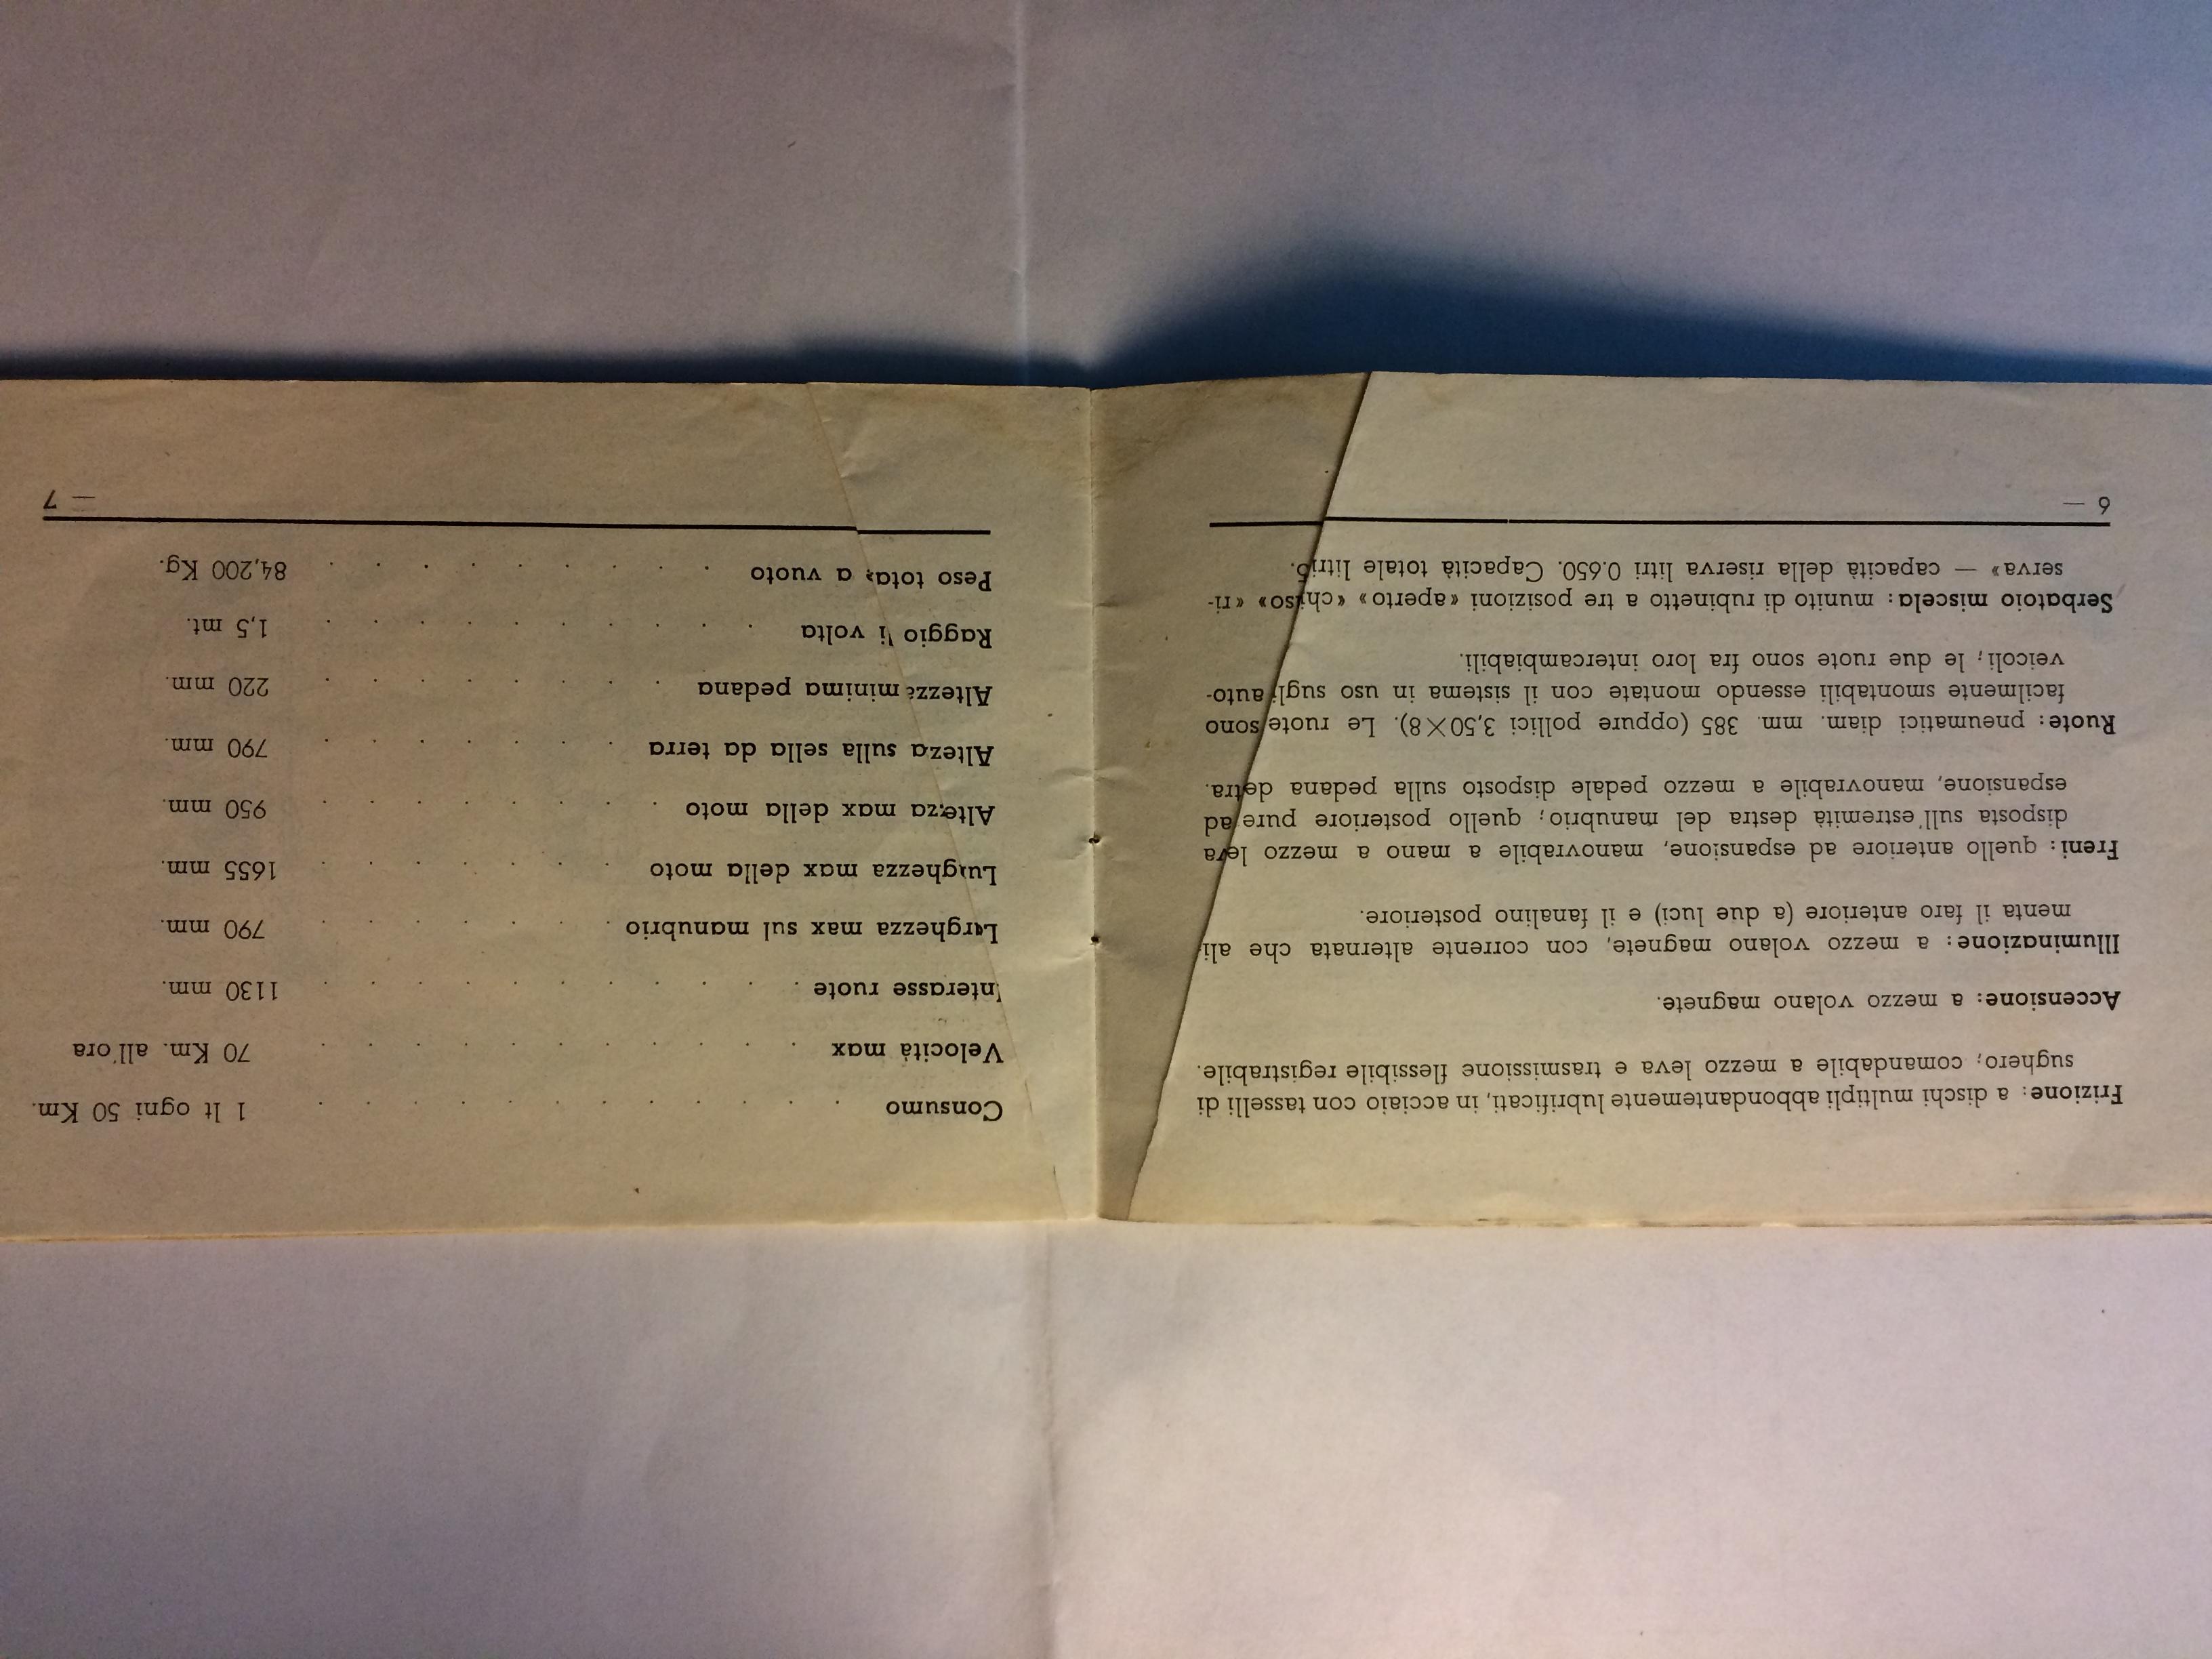 Frizione: a dischi multipli abbondantemente lubrificati, in acciaio con tasselli di
sughero; comandabile a mezzo leva e trasmissione flessibile registrabile.
Accensione: a mezzo volano magnete.
Illuminazione: a mezzo volano magnete, con corrente alternata che ali
menta il faro anteriore (a due luci) e il fanalino posteriore.
Freni: quello anteriore ad espansione, manovrabile a mano a mezzo leva
disposta sull'estremità destra del manubrio; quello posteriore pure ad
espansione, manovrabile a mezzo pedale disposto sulla pedana detra.
Ruote: pneumatici diam. mm. 385 (oppure pollici 3,50×8). Le ruote sono
facilmente smontabili essendo montate con il sistema in uso sugli auto-
veicoli; le due ruote sono fra loro intercambiabili.
Serbatoio miscela: munito di rubinetto a tre posizioni «aperto» «chiuso» «ri-
serva» — capacità della riserva litri 0.650. Capacità totale litri 5.
6 —
Consumo . . . . . . . . . . . . 1 lt ogni 50 Km.
Velocità max . . . . . . . . . . . 70 Km. all'ora
nterasse ruote . . . . . . . . . . . 1130 mm.
Larghezza max sul manubrio . . . . . . . 790 mm.
Lunghezza max della moto . . . . . . . 1655 mm.
Altezza max della moto . . . . . . . . 950 mm
Altezza sulla sella da terra . . . . . . . 790 mm.
Altezza minima pedana . . . . . . . . 220 mm.
Raggio di volta . . . . . . . . . . 1,5 mt.
Peso total a vuoto . . . . . . . . . 84,200 Kg.
— 7